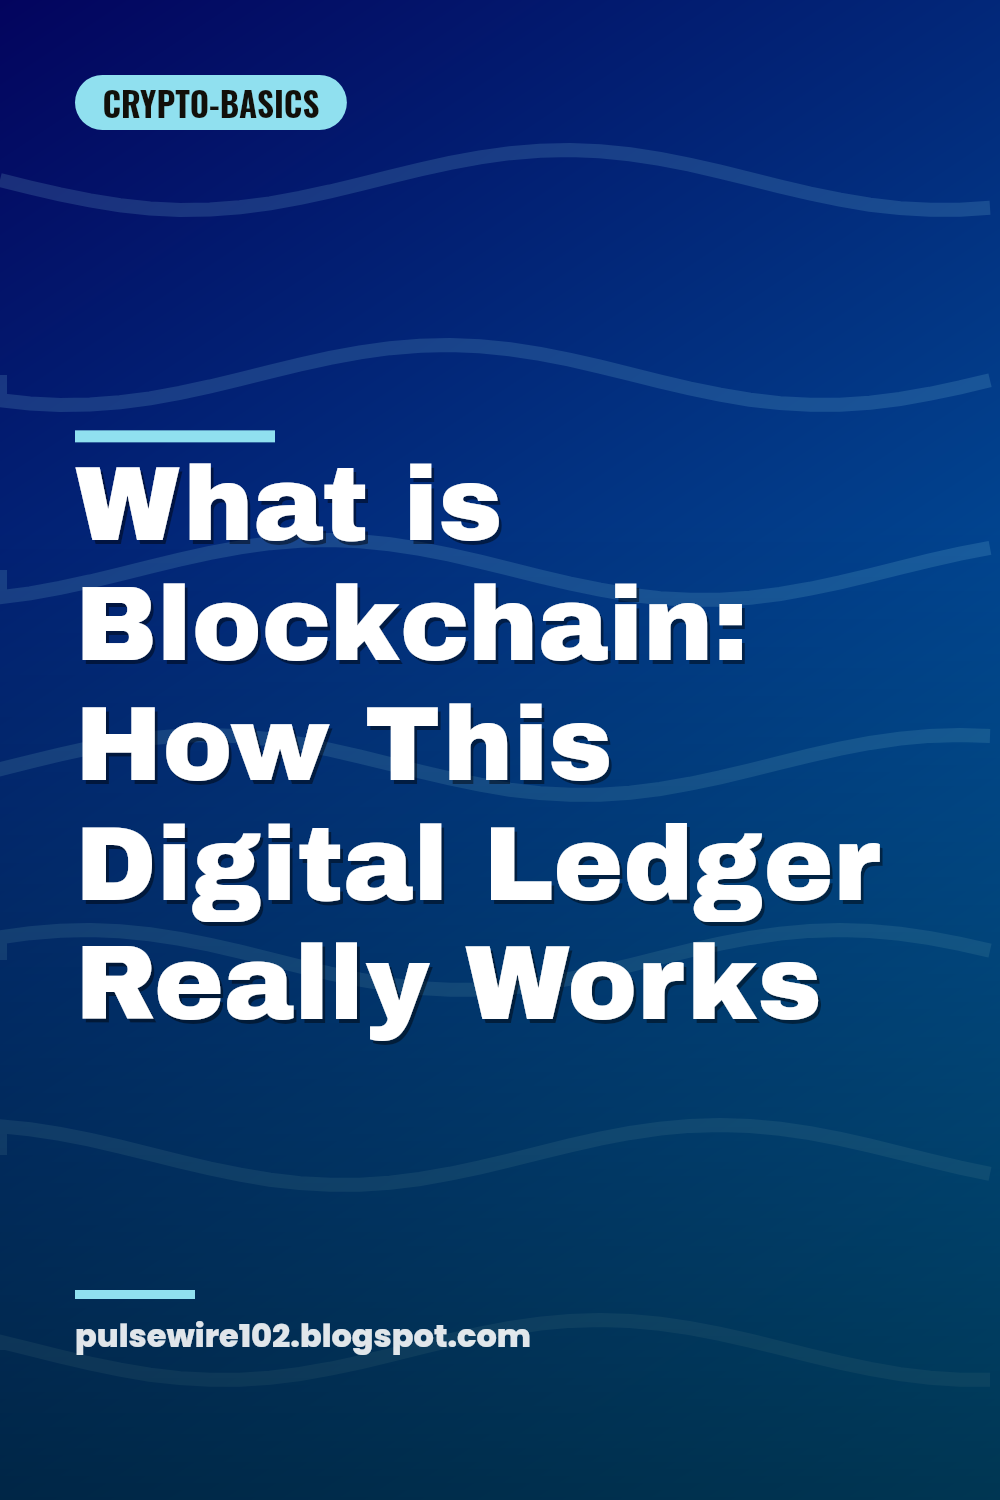 CRYPTO-BASICS
What is
Blockchain:
How This
Digital Ledger
Really Works
pulsewire102.blogspot.com